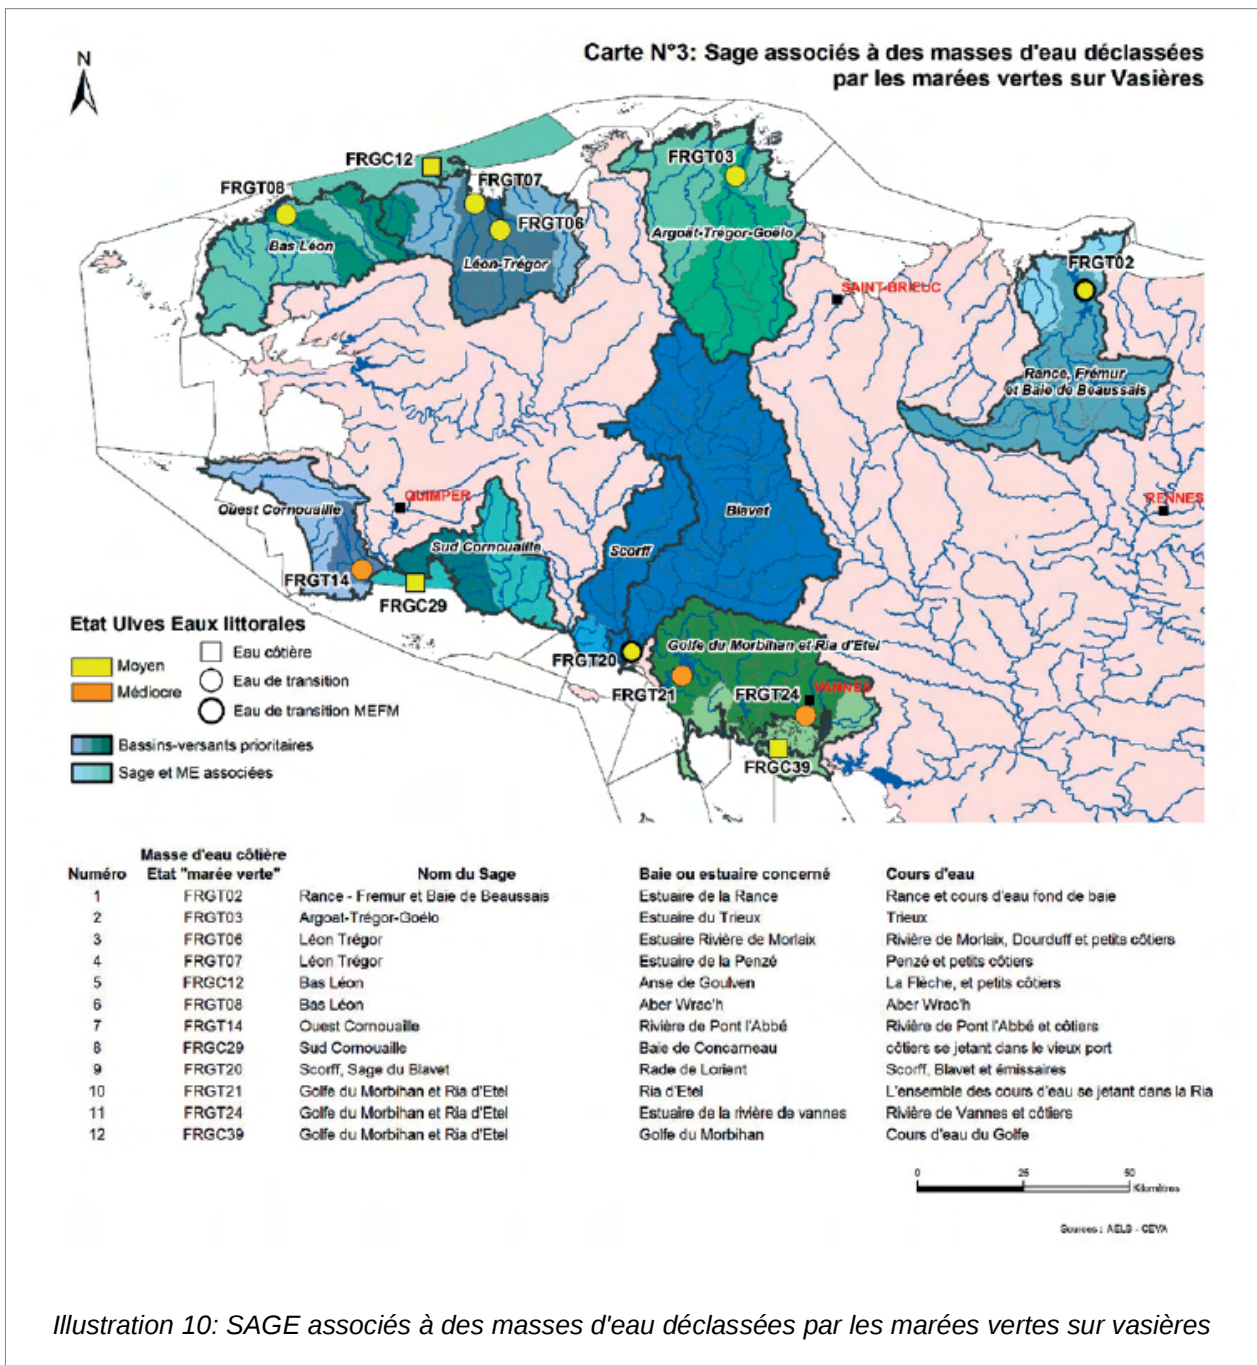 Carte N°3: Sage associés à des masses d'eau déclassées
par les marées vertes sur Vasières
N
FRGC12
FRGT03
FRGT07
FRGT08
FRGT06
Bas Léon
Léon-Trégor
Argoat-Trégor-Goëlo
FRGT02
SAINT-BRIEUC
Rance, Frémur
et Baie de Beaussais
QUIMPER
RENNES
Ouest Cornouaille
Blavet
Sud Cornouaille
Scorff
FRGT14
FRGC29
Etat Ulves Eaux littorales
Moyen
Médiocre
Eau côtière
Eau de transition
Eau de transition MEFM
Bassins-versants prioritaires
Sage et ME associées
Golfe du Morbihan et Ria d'Etel
FRGT20
FRGT21
FRGT24
VANNES
FRGC39
Numéro Masse d'eau côtière Etat "marée verte" Nom du Sage Baie ou estuaire concerné Cours d'eau
1 FRGT02 Rance - Fremur et Baie de Beaussais Estuaire de la Rance Rance et cours d'eau fond de baie
2 FRGT03 Argoat-Trégor-Goëlo Estuaire du Trieux Trieux
3 FRGT06 Léon Trégor Estuaire Rivière de Morlaix Rivière de Morlaix, Dourduff et petits côtiers
4 FRGT07 Léon Trégor Estuaire de la Penzé Penzé et petits côtiers
5 FRGC12 Bas Léon Anse de Goulven La Flèche, et petits côtiers
6 FRGT08 Bas Léon Aber Wrac'h Aber Wrac'h
7 FRGT14 Ouest Cornouaille Rivière de Pont l'Abbé Rivière de Pont l'Abbé et côtiers
8 FRGC29 Sud Cornouaille Baie de Concarneau côtiers se jetant dans le vieux port
9 FRGT20 Scorff, Sage du Blavet Rade de Lorient Scorff, Blavet et émissaires
10 FRGT21 Golfe du Morbihan et Ria d'Etel Ria d'Etel L'ensemble des cours d'eau se jetant dans la Ria
11 FRGT24 Golfe du Morbihan et Ria d'Etel Estuaire de la rivière de vannes Rivière de Vannes et côtiers
12 FRGC39 Golfe du Morbihan et Ria d'Etel Golfe du Morbihan Cours d'eau du Golfe
0 25 50
Kilomètres
Sources : AELB - CEVA
Illustration 10: SAGE associés à des masses d'eau déclassées par les marées vertes sur vasières